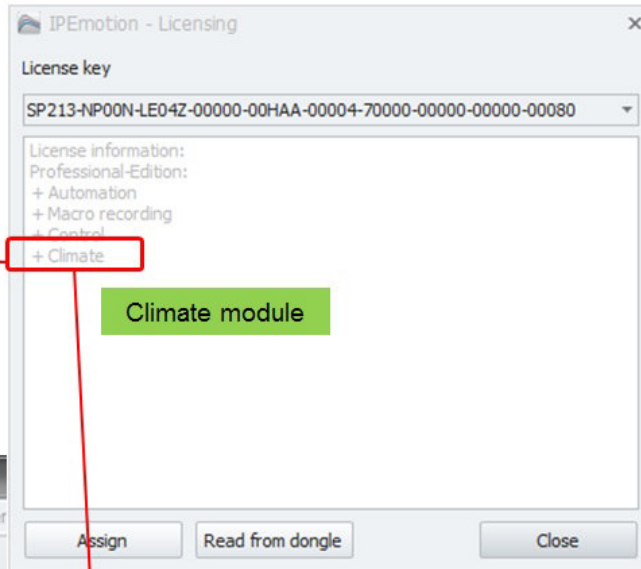 IPEmotion - Licensing
License key
SP213-NP00N-LE04Z-00000-00HAA-00004-70000-00000-00000-00080
License information:
Professional-Edition:
+ Automation
+ Macro recording
+ Control
+ Climate
Climate module
Assign
Read from dongle
Close